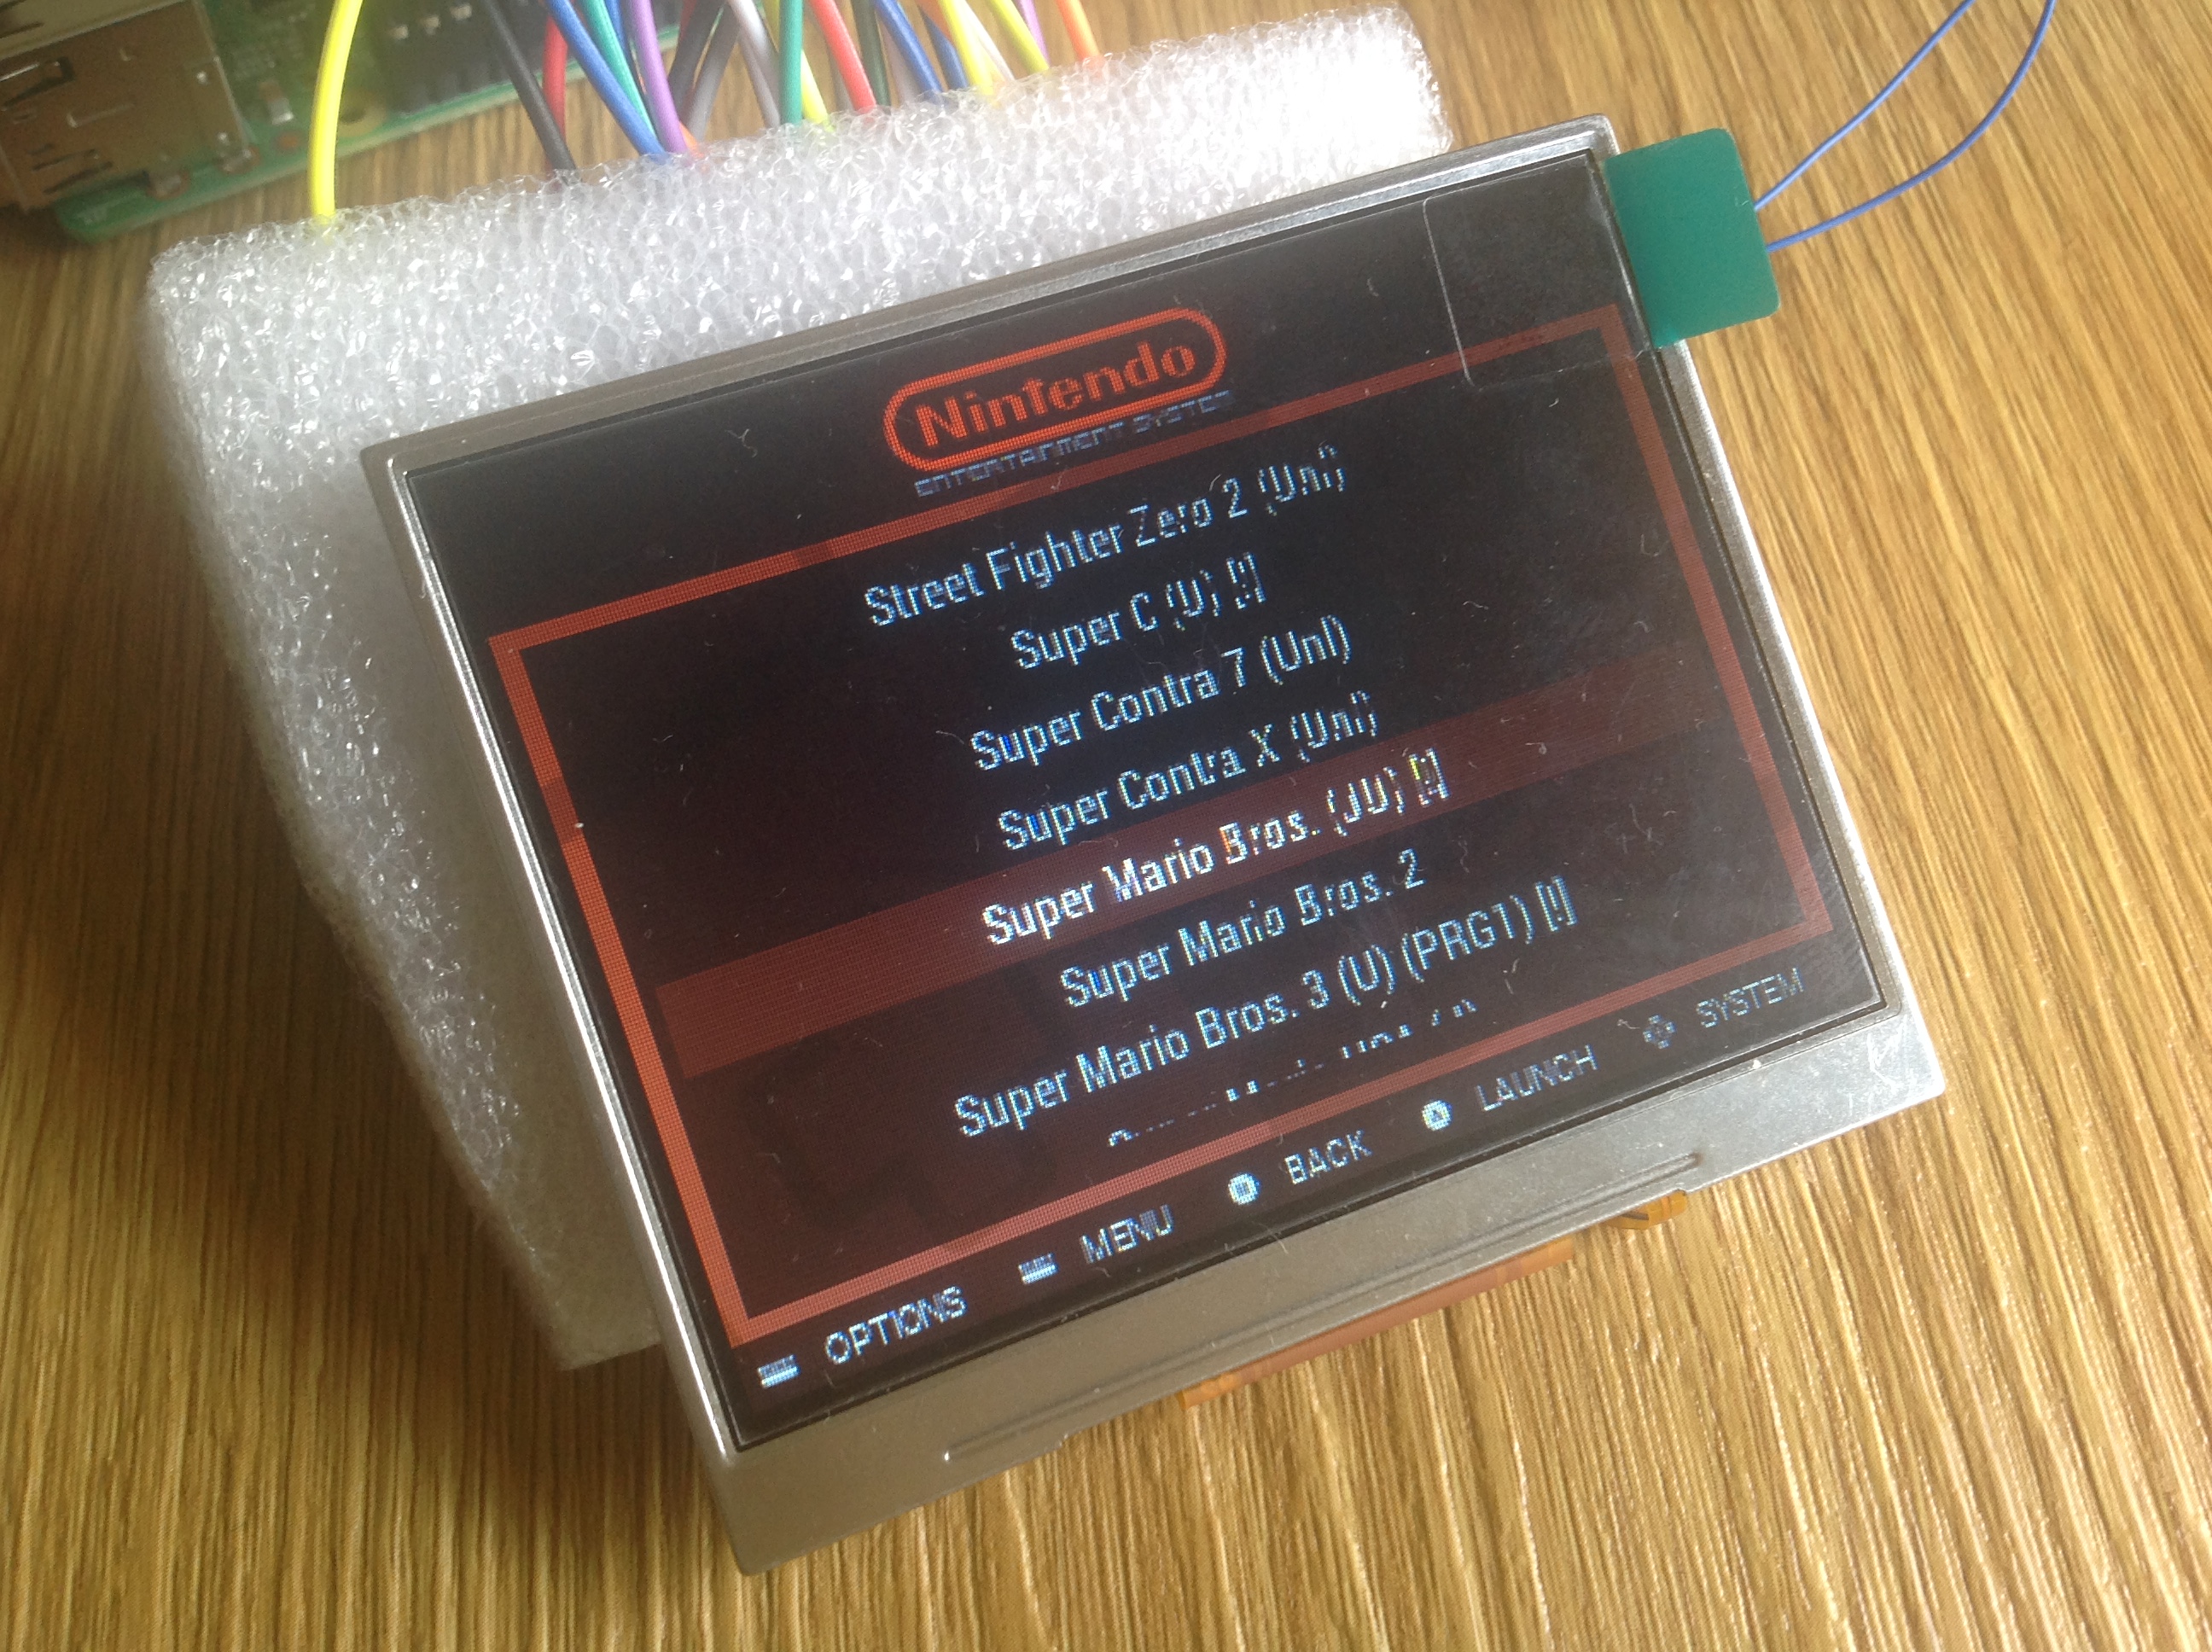 Nintendo
ENTERTAINMENT SYSTEM
Street Fighter Zero 2 (Unl)
Super C (U) [!]
Super Contra 7 (Unl)
Super Contra X (Unl)
Super Mario Bros. (JU) [!]
Super Mario Bros. 2
Super Mario Bros. 3 (U) (PRG1) [!]
OPTIONS MENU BACK LAUNCH SYSTEM